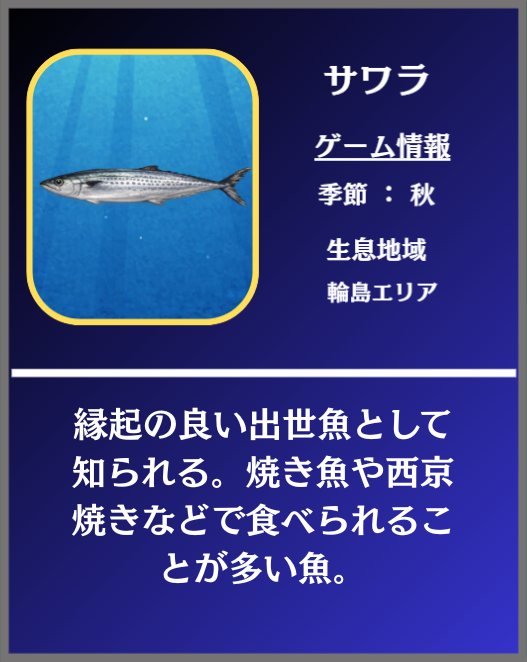 サワラ
ゲーム情報
季節 ： 秋
生息地域
輪島エリア
縁起の良い出世魚として
知られる。焼き魚や西京
焼きなどで食べられるこ
とが多い魚。